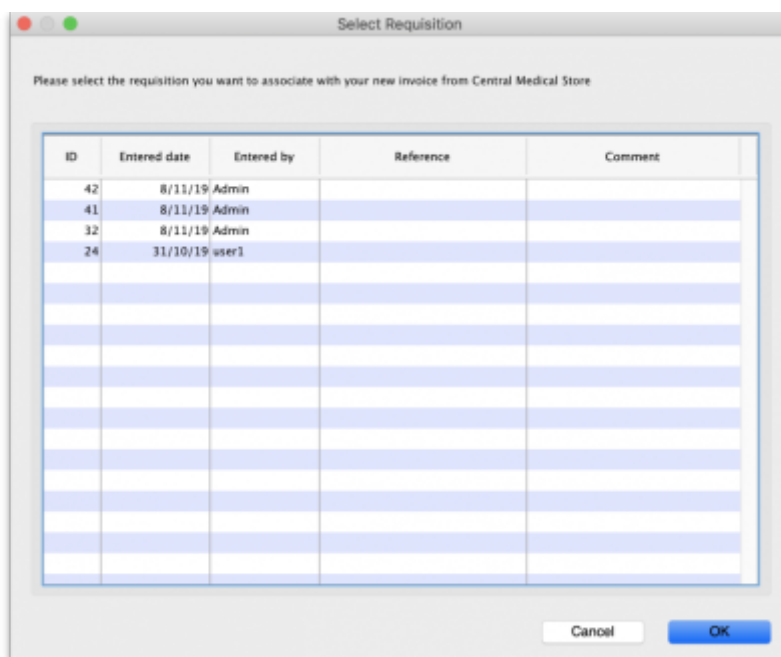 Select Requisition
Please select the requisition you want to associate with your new invoice from Central Medical Store
ID Entered date Entered by Reference Comment
42 8/11/19 Admin
41 8/11/19 Admin
32 8/11/19 Admin
24 31/10/19 user1
Cancel OK